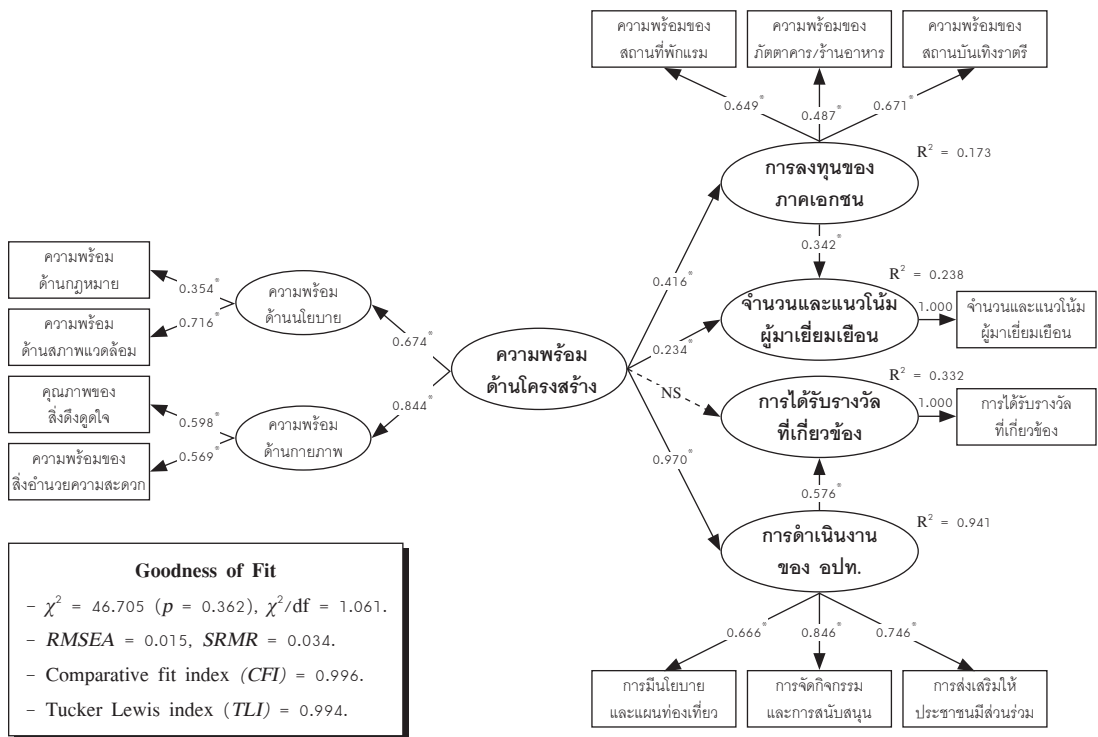 ความพร้อมของ
สถานที่พักแรม
ความพร้อมของ
ภัตตาคาร/ร้านอาหาร
ความพร้อมของ
สถานบันเทิงราตรี
0.649*
0.487*
0.671*
การลงทุนของ
ภาคเอกชน
R² = 0.173
0.342*
0.416*
ความพร้อม
ด้านกฎหมาย
0.354*
ความพร้อม
ด้านสภาพแวดล้อม
0.716*
ความพร้อม
ด้านนโยบาย
0.674*
คุณภาพของ
สิ่งดึงดูดใจ
0.598*
ความพร้อมของ
สิ่งอำนวยความสะดวก
0.569*
ความพร้อม
ด้านกายภาพ
0.844*
ความพร้อม
ด้านโครงสร้าง
0.234*
จำนวนและแนวโน้ม
ผู้มาเยี่ยมเยือน
R² = 0.238
1.000
จำนวนและแนวโน้ม
ผู้มาเยี่ยมเยือน
NS
การได้รับรางวัล
ที่เกี่ยวข้อง
R² = 0.332
1.000
การได้รับรางวัล
ที่เกี่ยวข้อง
0.970*
0.576*
การดำเนินงาน
ของ อปท.
R² = 0.941
0.666*
0.846*
0.746*
การมีนโยบาย
และแผนท่องเที่ยว
การจัดกิจกรรม
และการสนับสนุน
การส่งเสริมให้
ประชาชนมีส่วนร่วม
Goodness of Fit
– χ² = 46.705 (p = 0.362), χ²/df = 1.061.
– RMSEA = 0.015, SRMR = 0.034.
– Comparative fit index (CFI) = 0.996.
– Tucker Lewis index (TLI) = 0.994.